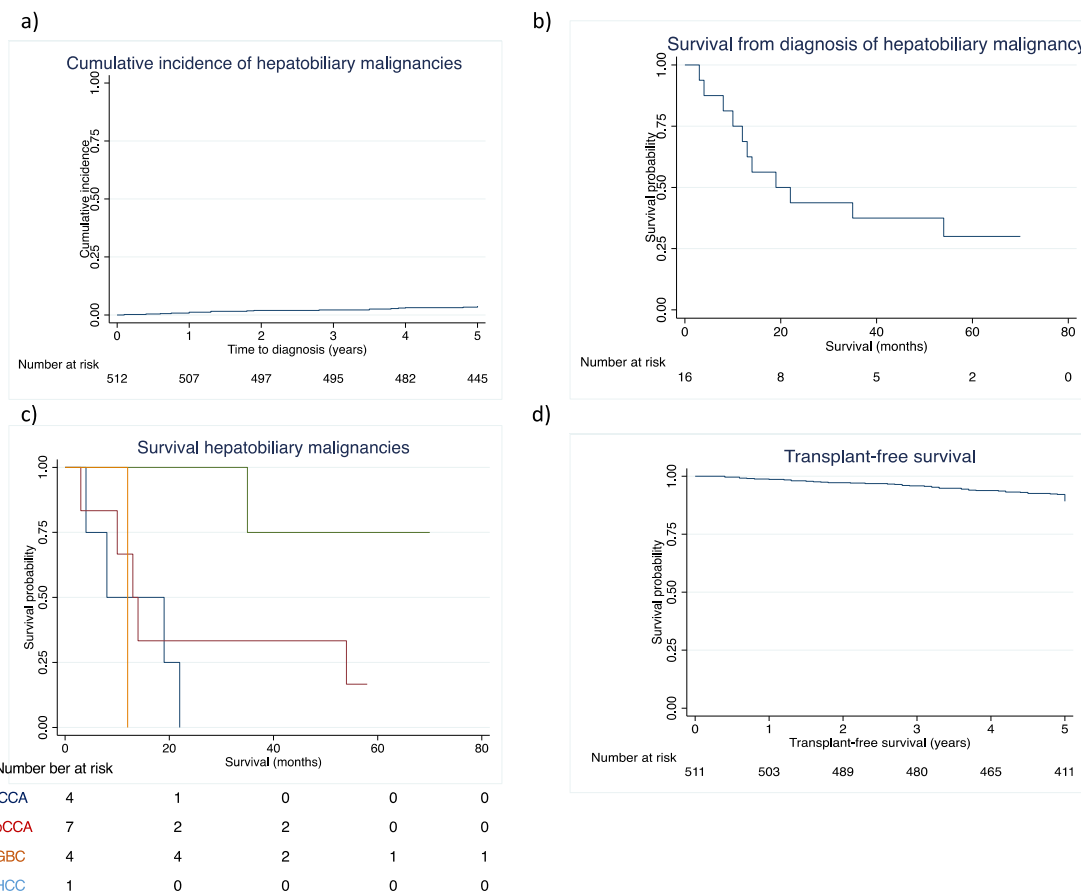 a)
Cumulative incidence of hepatobiliary malignancies
Cumulative incidence
1.00
0.75
0.50
0.25
0.00
0 1 2 3 4 5
Time to diagnosis (years)
Number at risk
512 507 497 495 482 445
b)
Survival from diagnosis of hepatobiliary malignancy
Survival probability
1.00
0.75
0.50
0.25
0.00
0 20 40 60 80
Survival (months)
Number at risk
16 8 5 2 0
c)
Survival hepatobiliary malignancies
Survival probability
1.00
0.75
0.50
0.25
0.00
0 20 40 60 80
Survival (months)
Number ber at risk
CCA 4 1 0 0 0
CCA 7 2 2 0 0
GBC 4 4 2 1 1
HCC 1 0 0 0 0
d)
Transplant-free survival
Survival probability
1.00
0.75
0.50
0.25
0.00
0 1 2 3 4 5
Transplant-free survival (years)
Number at risk
511 503 489 480 465 411